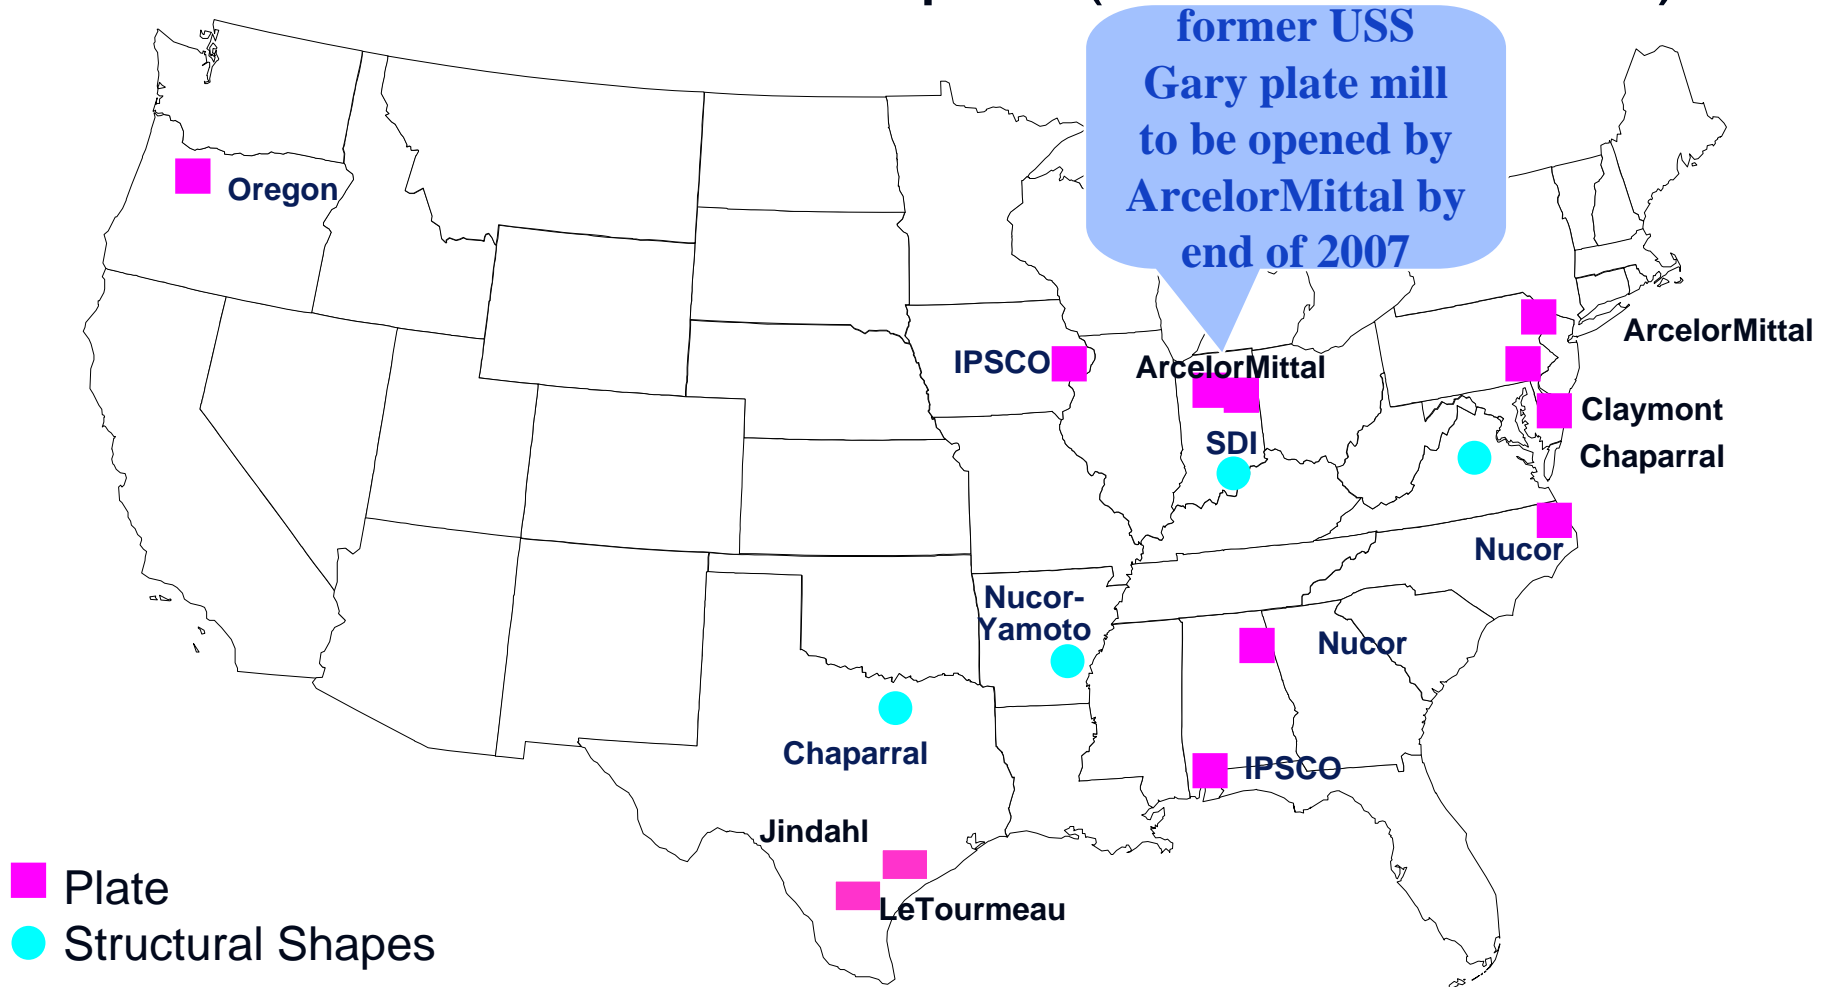 former USS
Gary plate mill
to be opened by
ArcelorMittal by
end of 2007
Oregon
ArcelorMittal
IPSCO
ArcelorMittal
Claymont
SDI
Chaparral
Nucor
Nucor-
Yamoto
Nucor
Chaparral
IPSCO
Jindahl
LeTourmeau
Plate
Structural Shapes